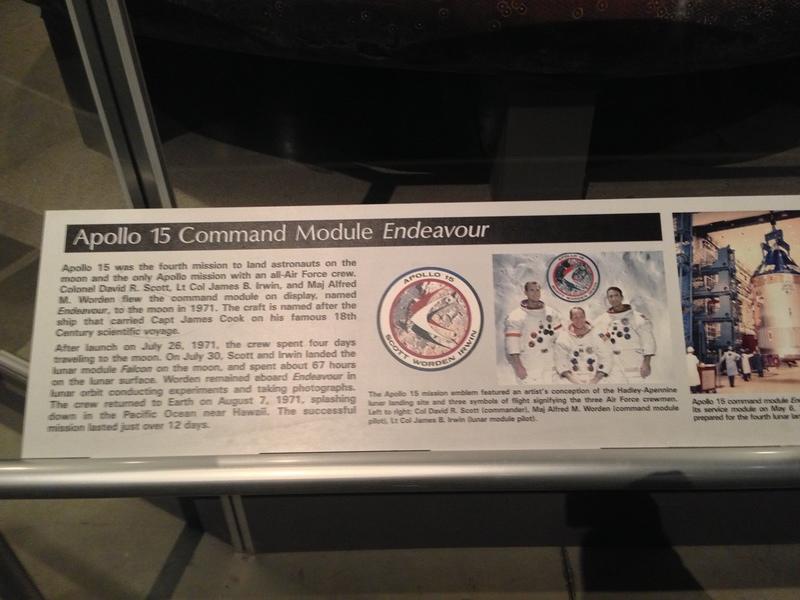 Apollo 15 Command Module Endeavour
Apollo 15 was the fourth mission to land astronauts on the
moon and the only Apollo mission with an all-Air Force crew.
Colonel David R. Scott, Lt Col James B. Irwin, and Maj Alfred
M. Worden flew the command module on display, named
Endeavour, to the moon in 1971. The craft is named after the
ship that carried Capt James Cook on his famous 18th
Century scientific voyage.
After launch on July 26, 1971, the crew spent four days
traveling to the moon. On July 30, Scott and Irwin landed the
lunar module Falcon on the moon, and spent about 67 hours
on the lunar surface. Worden remained aboard Endeavour in
lunar orbit conducting experiments and taking photographs.
The crew returned to Earth on August 7, 1971, splashing
down in the Pacific Ocean near Hawaii. The successful
mission lasted just over 12 days.
APOLLO 15
SCOTT WORDEN IRWIN
The Apollo 15 mission emblem featured an artist's conception of the Hadley-Apennine
lunar landing site and three symbols of flight signifying the three Air Force crewmen.
Left to right: Col David R. Scott (commander), Maj Alfred M. Worden (command module
pilot), Lt Col James B. Irwin (lunar module pilot).
Apollo 15 command module
its service module on May 6,
prepared for the fourth lunar